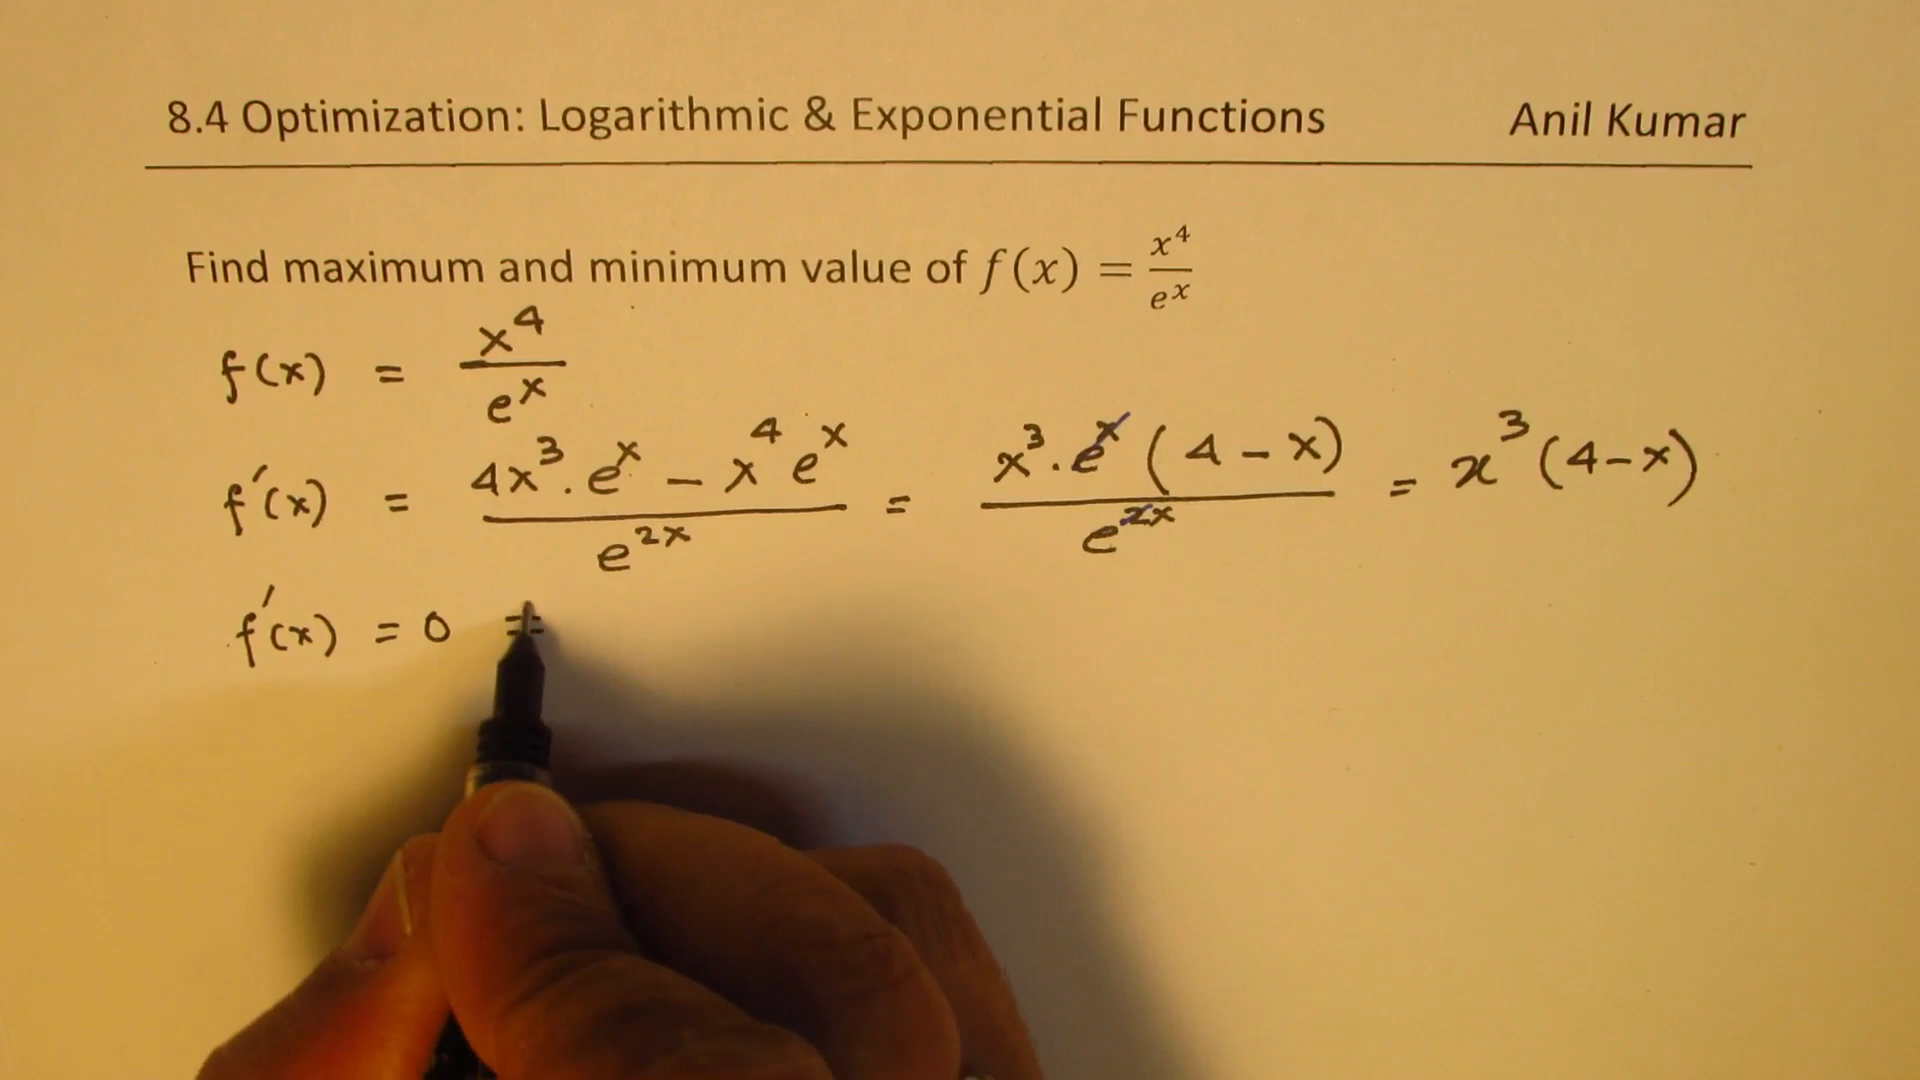 8.4 Optimization: Logarithmic & Exponential Functions Anil Kumar
Find maximum and minimum value of f(x) = x⁴/eˣ
f(x) = x⁴/eˣ
f'(x) = (4x³ · eˣ − x⁴eˣ)/e²ˣ = (x³ · eˣ(4 − x))/e²ˣ = x³(4−x)
f'(x) = 0 =